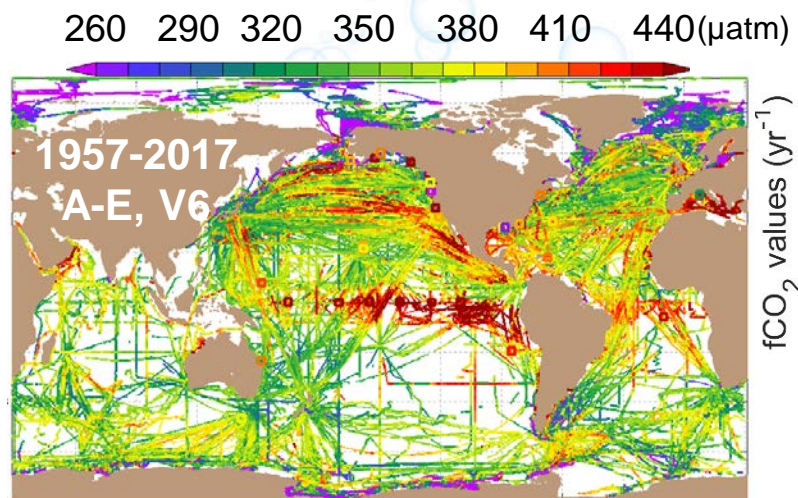 260 290 320 350 380 410 440 (µatm)
1957-2017
A-E, V6
fCO₂ values (yr⁻¹)